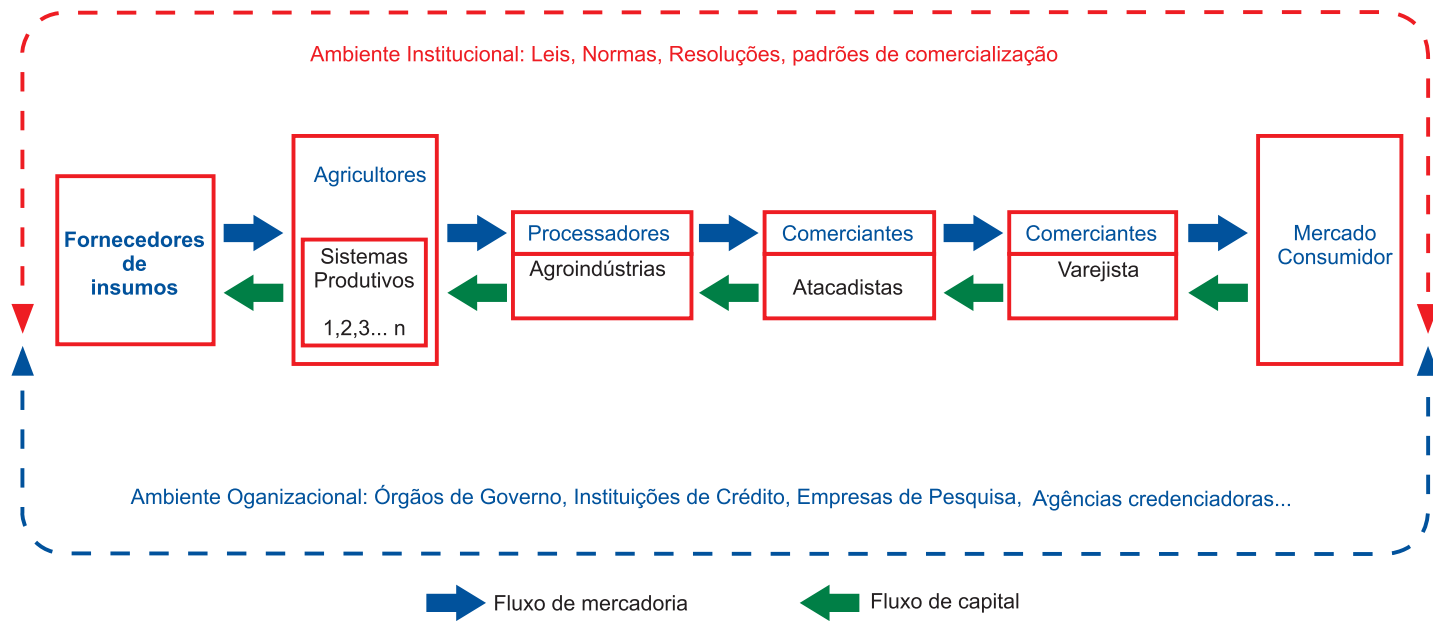 Ambiente Institucional: Leis, Normas, Resoluções, padrões de comercialização
Fornecedores
de
insumos
Agricultores
Sistemas
Produtivos
1,2,3... n
Processadores
Agroindústrias
Comerciantes
Atacadistas
Comerciantes
Varejista
Mercado
Consumidor
Ambiente Oganizacional: Órgãos de Governo, Instituições de Crédito, Empresas de Pesquisa, Agências credenciadoras...
Fluxo de mercadoria
Fluxo de capital